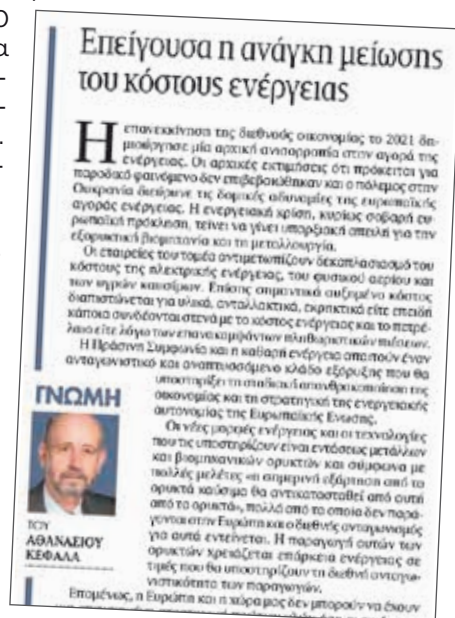 Επείγουσα η ανάγκη μείωσης
του κόστους ενέργειας
Η επανεκκίνηση της διεθνούς οικονομίας το 2021 δη-
μιούργησε μία αρχική ανισορροπία στην αγορά της
ενέργειας. Οι αρχικές εκτιμήσεις ότι πρόκειται για
παροδικό φαινόμενο δεν επιβεβαιώθηκαν και ο πόλεμος στην
Ουκρανία διεύρυνε τις δομικές αδυναμίες της ευρωπαϊκής
αγοράς ενέργειας. Η ενεργειακή κρίση, κυρίως σοβαρή ευ-
ρωπαϊκή πρόκληση, τείνει να γίνει υπαρξιακή απειλή για την
εξορυκτική βιομηχανία και τη μεταλλουργία.
Οι εταιρείες του τομέα αντιμετωπίζουν δεκαπλασιασμό του
κόστους της ηλεκτρικής ενέργειας, του φυσικού αερίου και
των υγρών καυσίμων. Επίσης σημαντικά αυξημένο κόστος
διαπιστώνεται για υλικά, ανταλλακτικά, εκρηκτικά είτε επειδή
κάποια συνδέονται στενά με το κόστος ενέργειας και το πετρέ-
λαιο είτε λόγω των επανακαμψάντων πληθωριστικών πιέσεων.
Η Πράσινη Συμφωνία και η καθαρή ενέργεια απαιτούν έναν
ανταγωνιστικό και αναπτυσσόμενο κλάδο εξόρυξης που θα
υποστηρίξει τη σταδιακή απανθρακοποίηση της
οικονομίας και τη στρατηγική της ενεργειακής
αυτονομίας της Ευρωπαϊκής Ένωσης.
Οι νέες μορφές ενέργειας και οι τεχνολογίες
που τις υποστηρίζουν είναι εντάσεως μετάλλων
και βιομηχανικών ορυκτών και σύμφωνα με
πολλές μελέτες «η σημερινή εξάρτηση από τα
ορυκτά καύσιμα θα αντικατασταθεί από αυτή
από τα ορυκτά», πολλά από τα οποία δεν παρά-
γονται στην Ευρώπη και ο διεθνής ανταγωνισμός
για αυτά εντείνεται. Η παραγωγή αυτών των
ορυκτών χρειάζεται επάρκεια ενέργειας σε
τιμές που θα υποστηρίζουν τη διεθνή ανταγω-
νιστικότητα των παραγωγών.
Επομένως, η Ευρώπη και η χώρα μας δεν μπορούν να έχουν
ΓΝΩΜΗ
ΤΟΥ
ΑΘΑΝΑΣΙΟΥ
ΚΕΦΑΛΑ